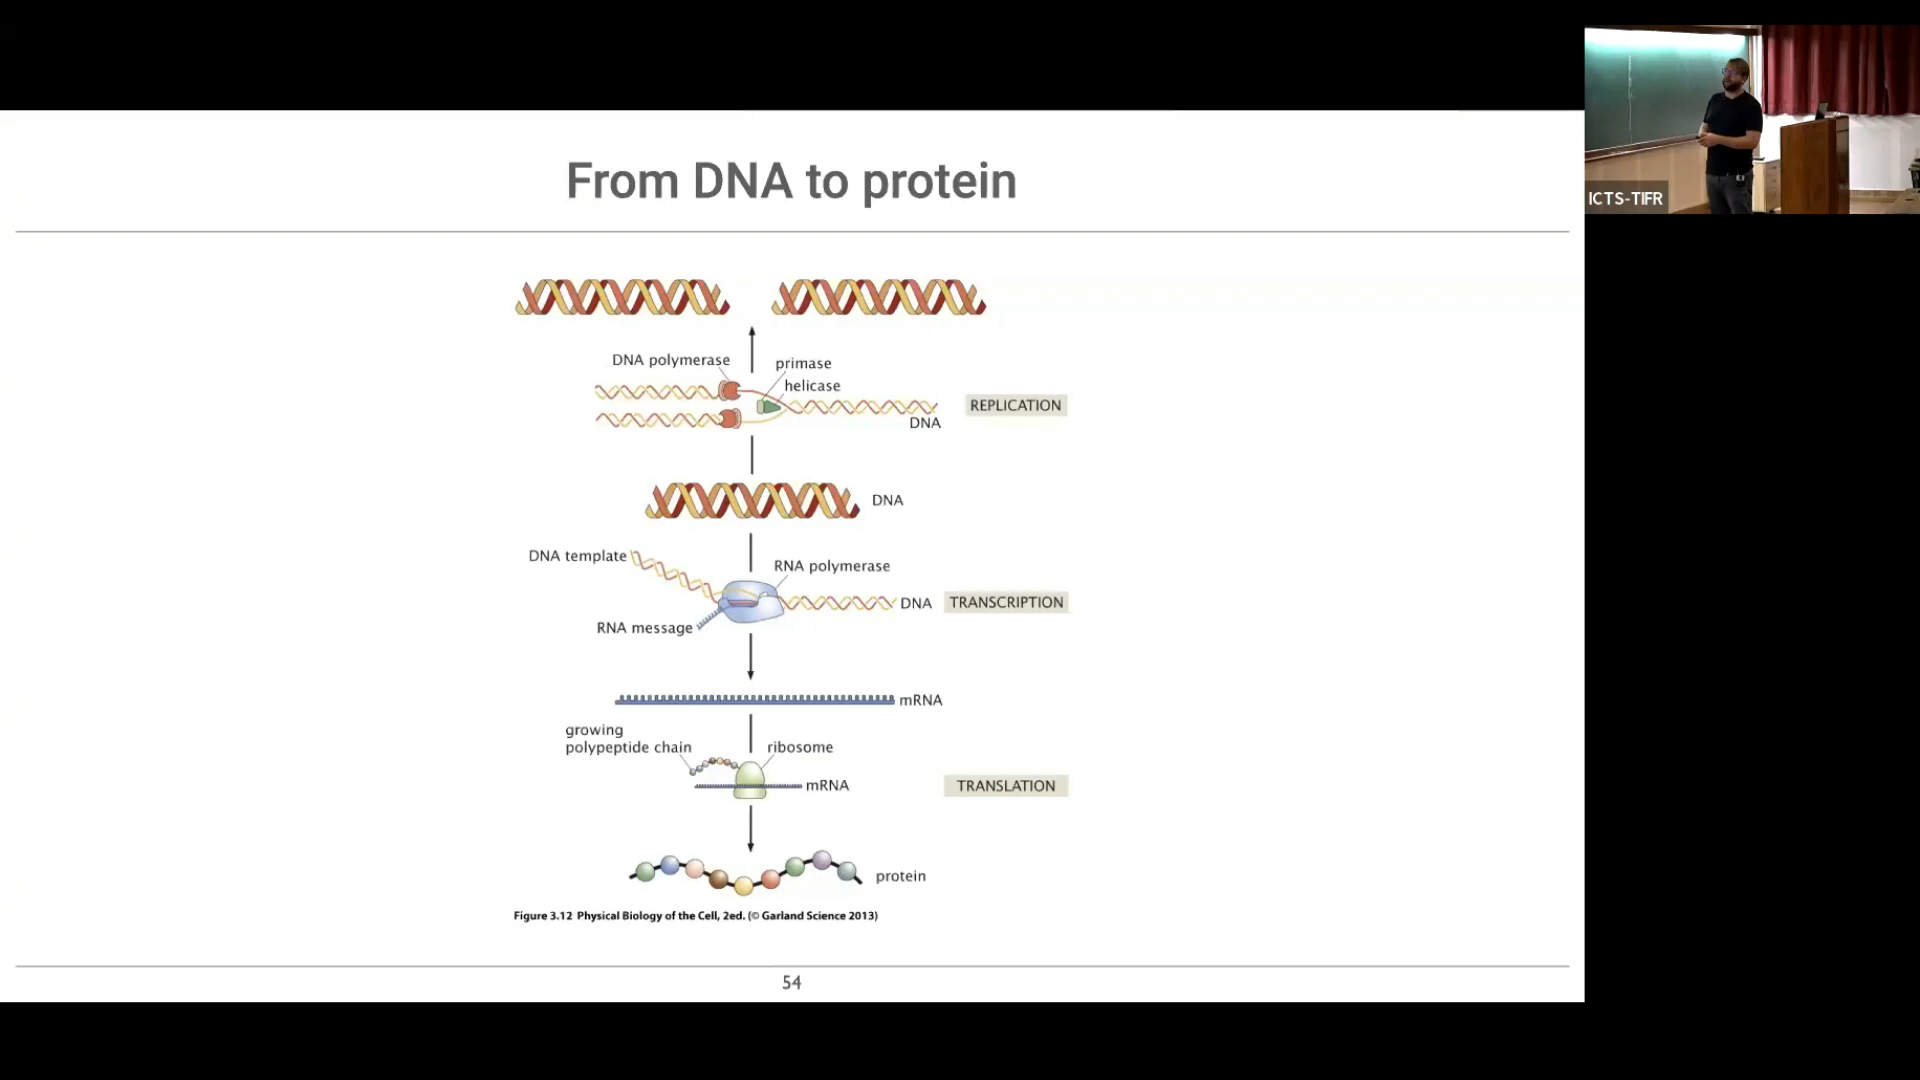 From DNA to protein
ICTS-TIFR
DNA polymerase
primase
helicase
DNA
REPLICATION
DNA
DNA template
RNA polymerase
DNA
TRANSCRIPTION
RNA message
mRNA
growing
polypeptide chain
ribosome
mRNA
TRANSLATION
protein
Figure 3.12 Physical Biology of the Cell, 2ed. (© Garland Science 2013)
54